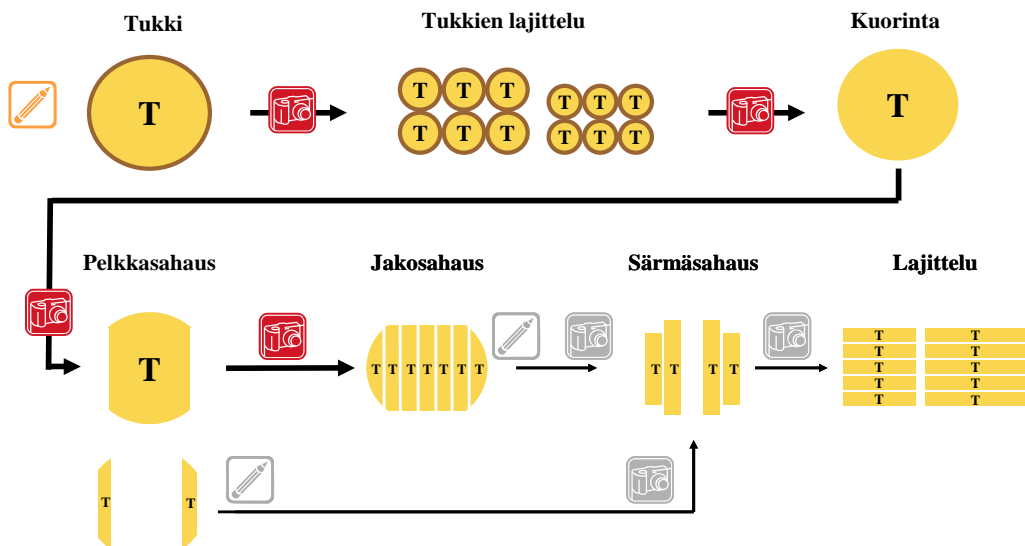 Tukki Tukkien lajittelu Kuorinta
T T T T T T T T
T T T T T T
Pelkkasahaus Jakosahaus Särmäsahaus Lajittelu
T T
T T
T T T T T T T T T T T T T T
T T
T T
T T